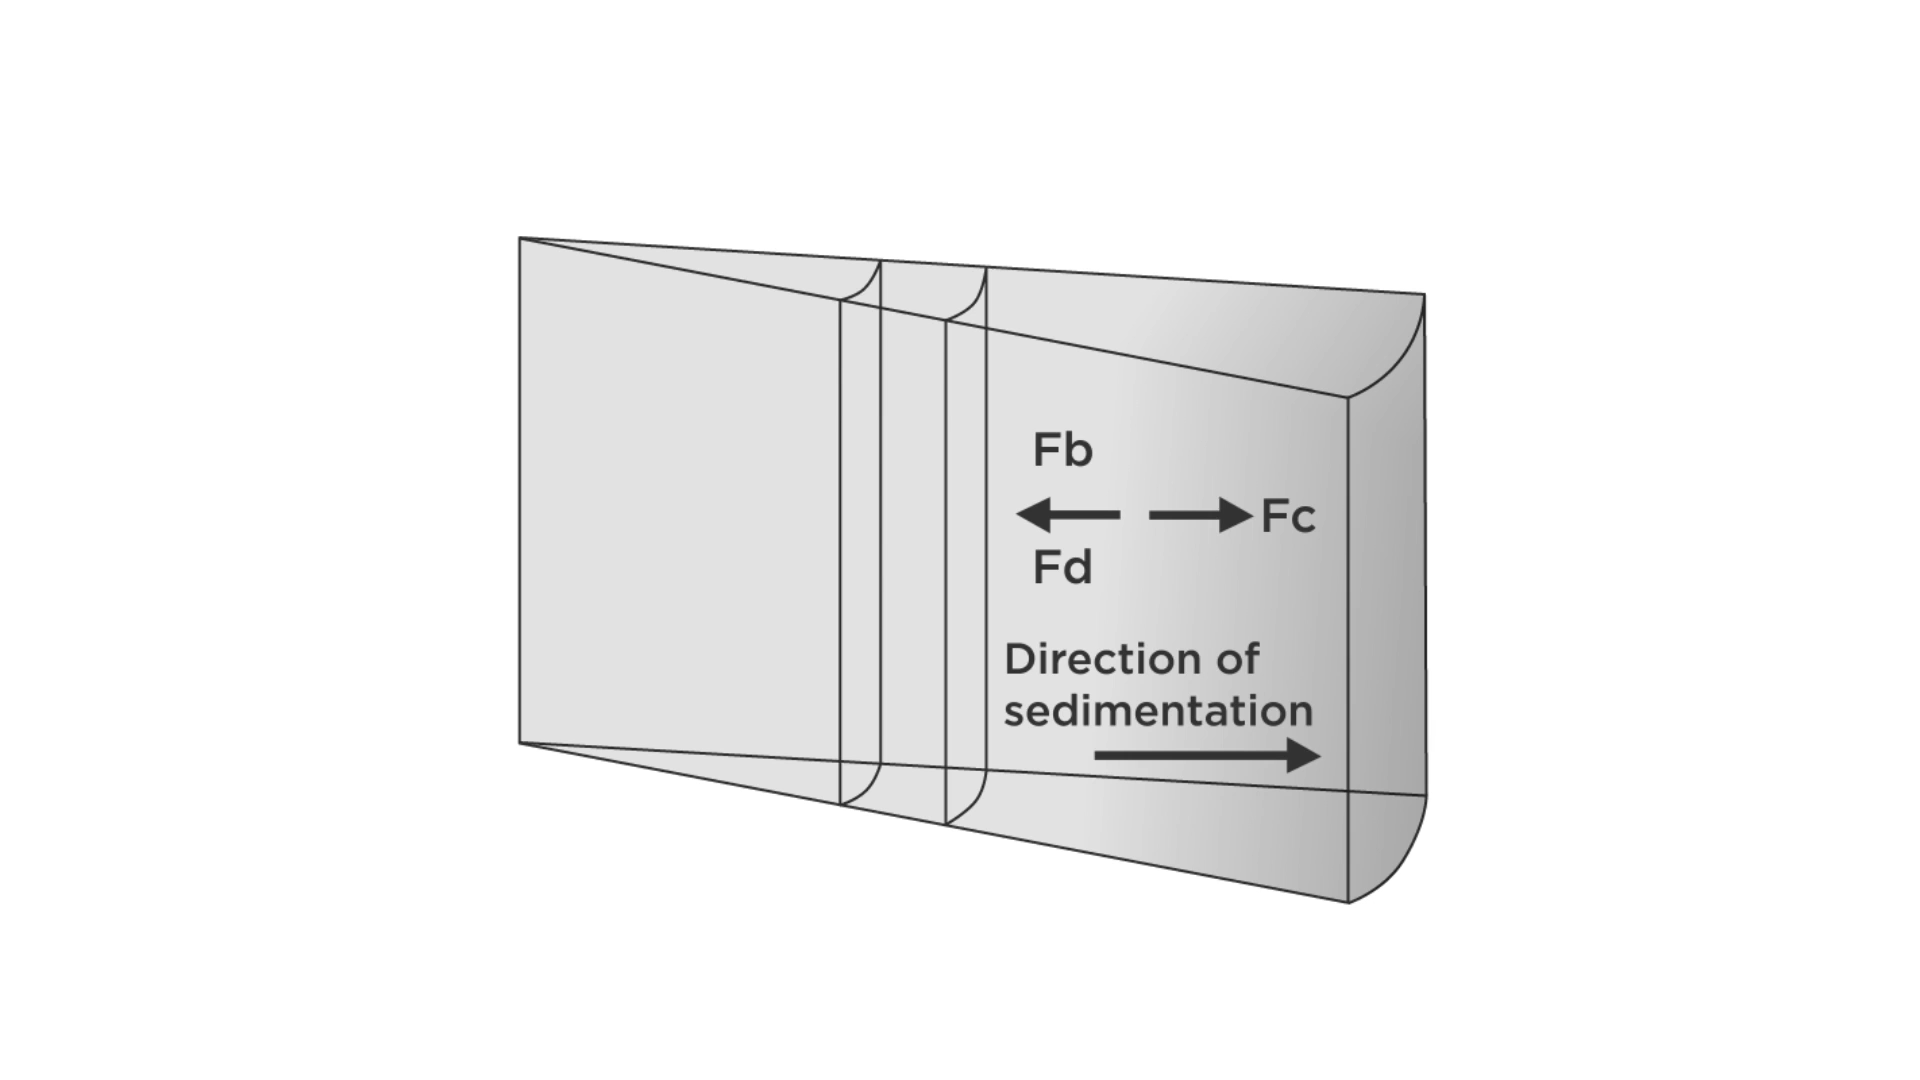 Fb
Fc
Fd
Direction of
sedimentation